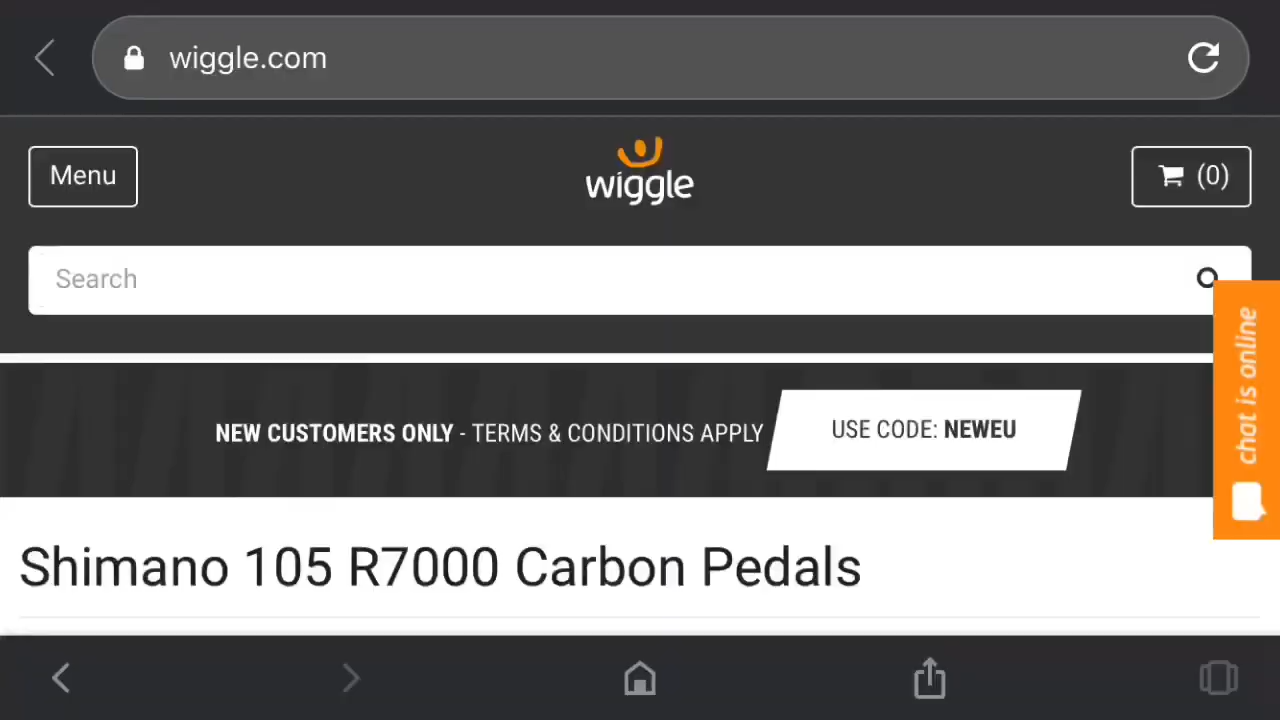 wiggle.com
Menu
wiggle
(0)
Search
chat is online
NEW CUSTOMERS ONLY - TERMS & CONDITIONS APPLY
USE CODE: NEWEU
Shimano 105 R7000 Carbon Pedals